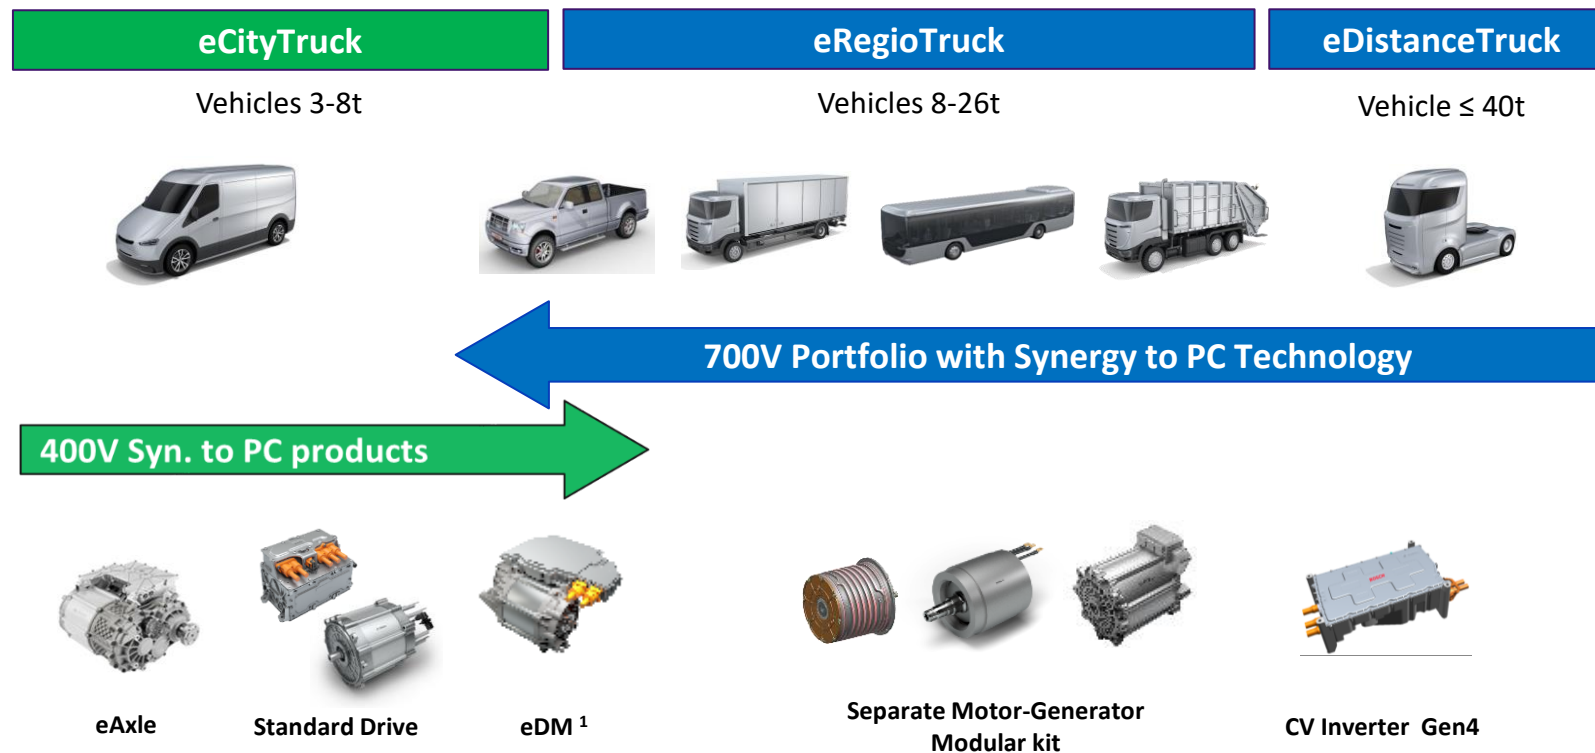 eCityTruck
eRegioTruck
eDistanceTruck
Vehicles 3-8t
Vehicles 8-26t
Vehicle ≤ 40t
700V Portfolio with Synergy to PC Technology
400V Syn. to PC products
BOSCH
eAxle
Standard Drive
eDM ¹
Separate Motor-Generator
Modular kit
CV Inverter Gen4